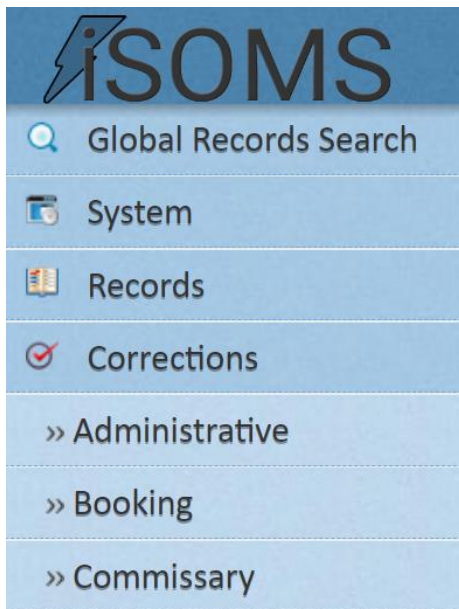 iSOMS
Global Records Search
System
Records
Corrections
» Administrative
» Booking
» Commissary